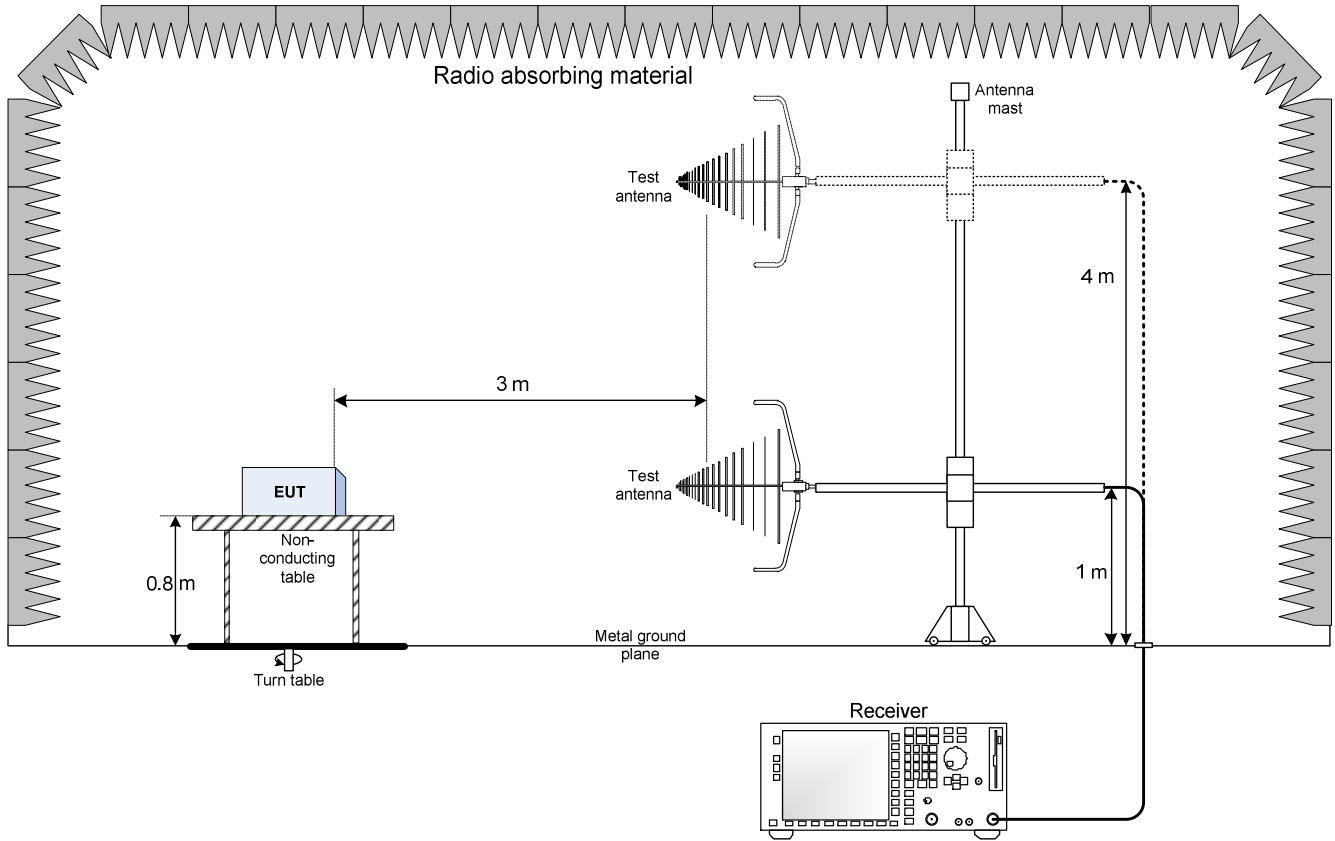 Radio absorbing material
Antenna
mast
Test
antenna
4 m
3 m
Test
antenna
EUT
Non-
conducting
table
0.8 m
1 m
Metal ground
plane
Turn table
Receiver